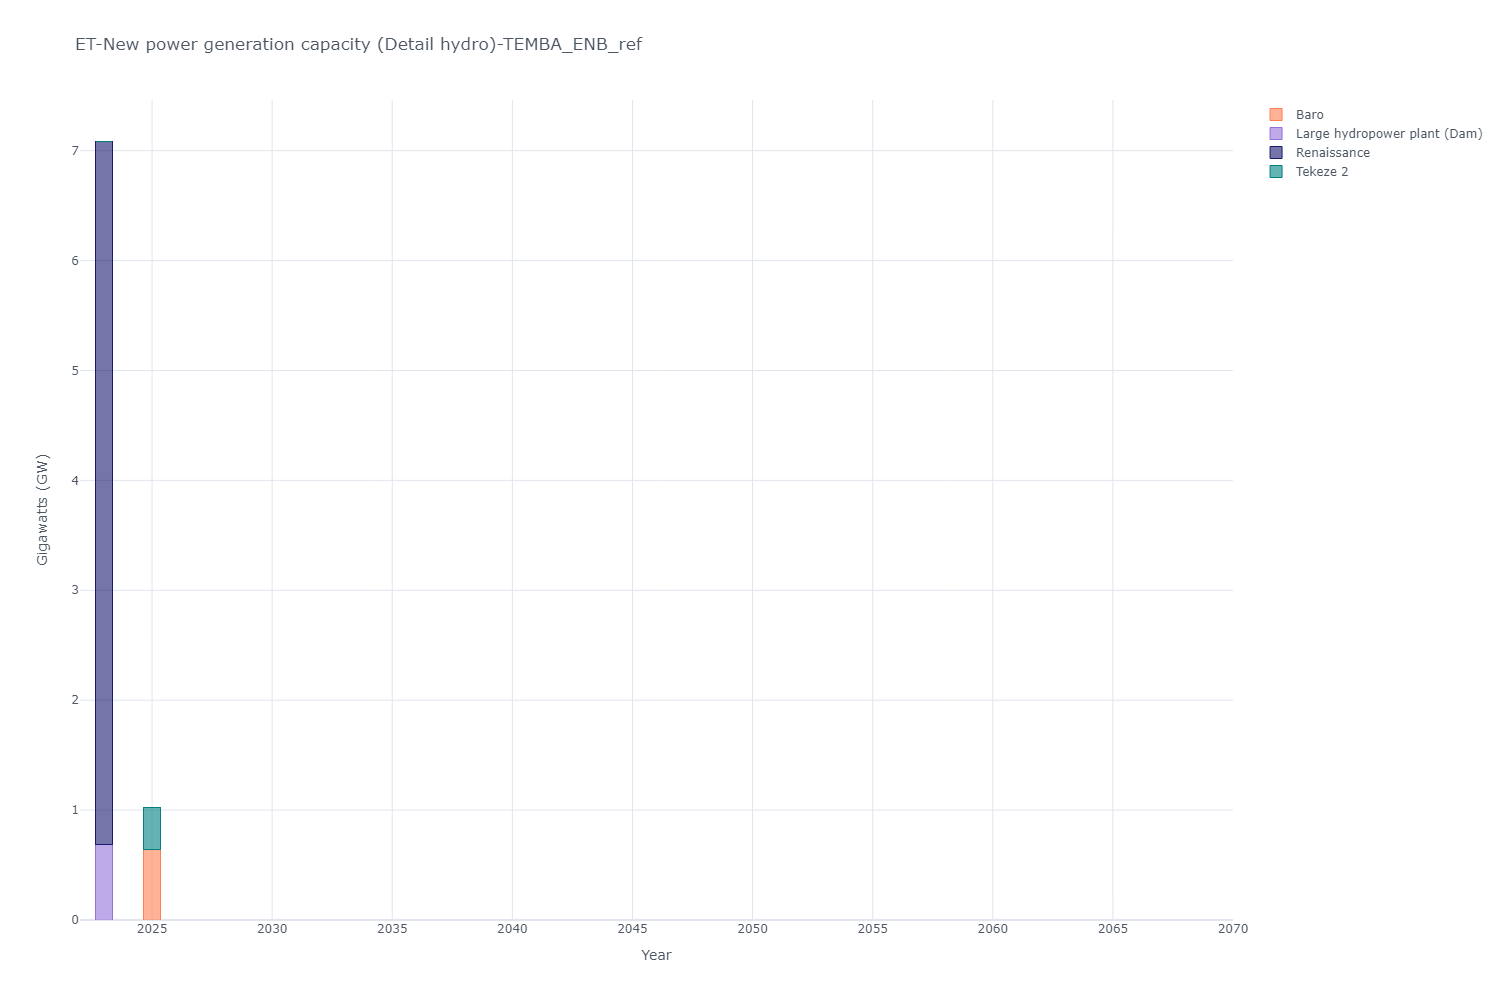 ET-New power generation capacity (Detail hydro)-TEMBA_ENB_ref
Baro
Large hydropower plant (Dam)
Renaissance
Tekeze 2
7
6
5
4
3
2
1
0
Gigawatts (GW)
2025 2030 2035 2040 2045 2050 2055 2060 2065 2070
Year